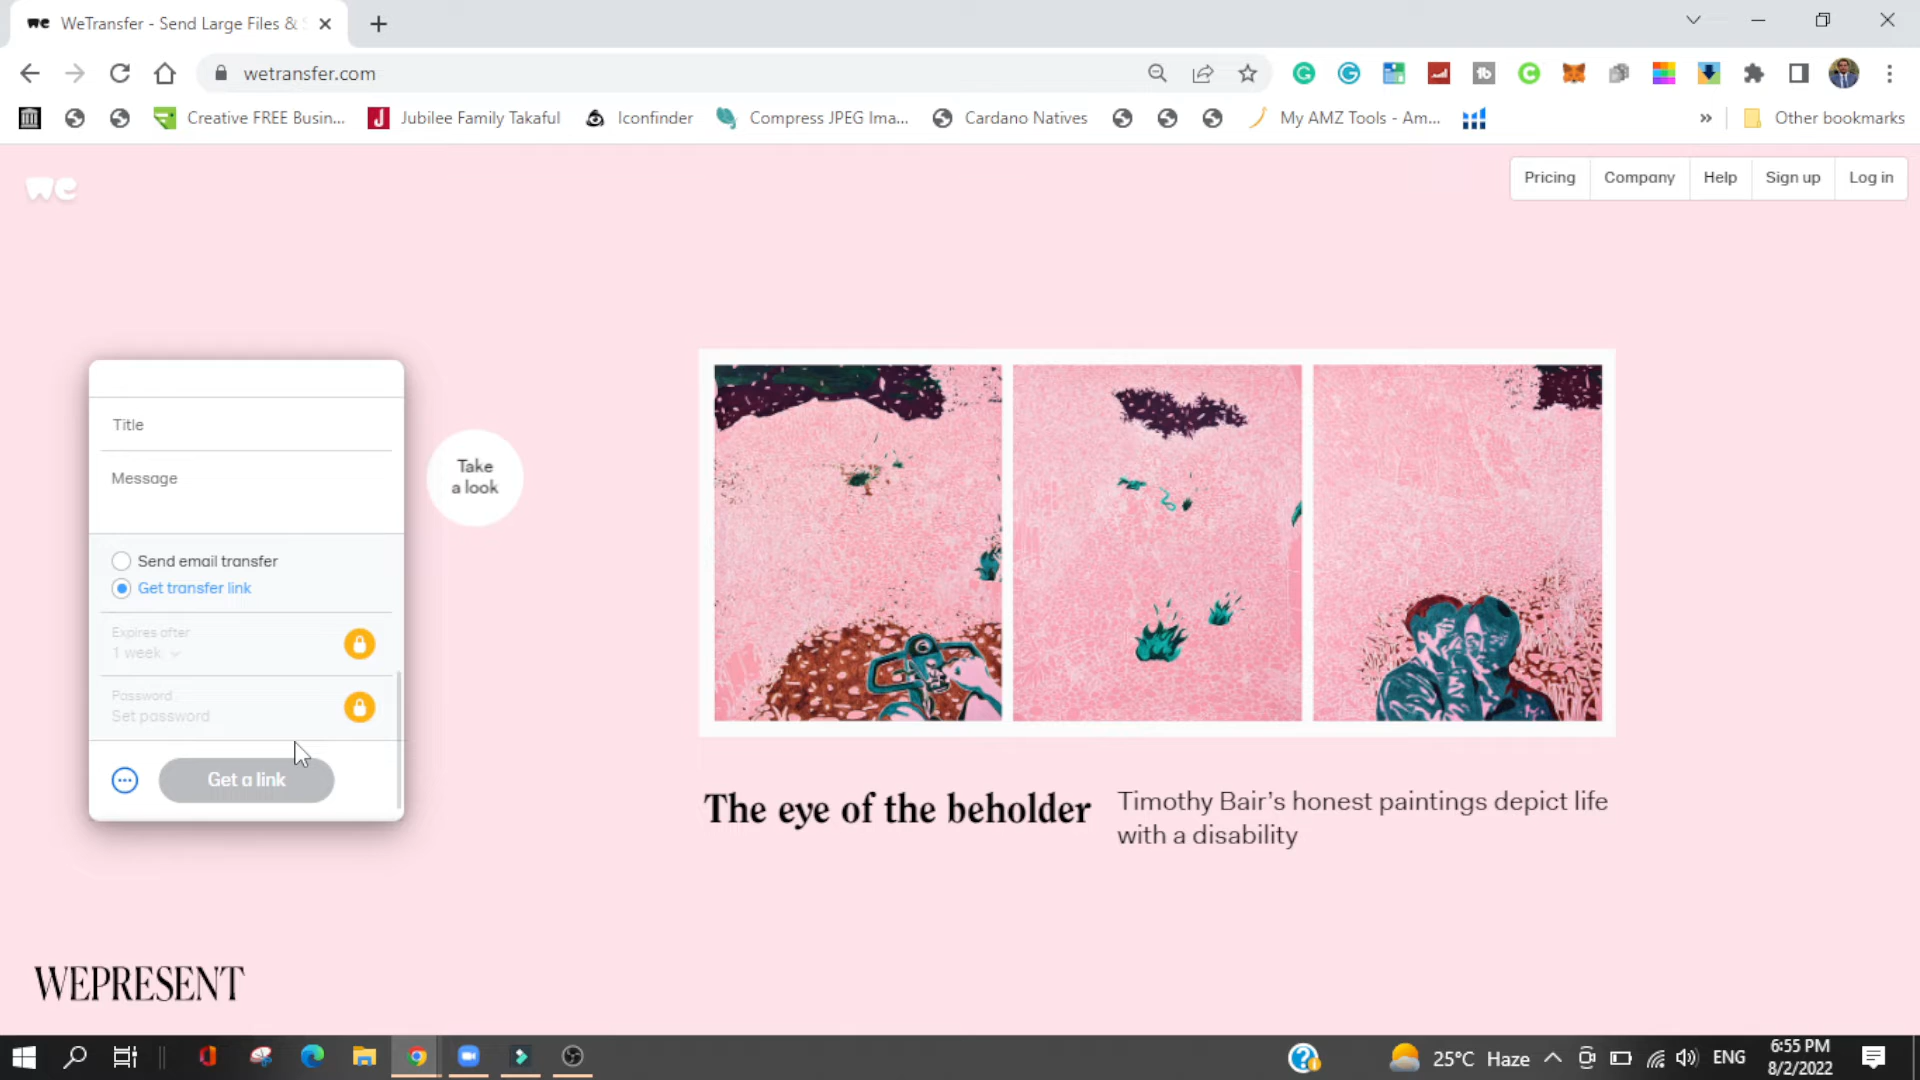 WeTransfer - Send Large Files &
wetransfer.com
Creative FREE Busin...
Jubilee Family Takaful
Iconfinder
Compress JPEG Ima...
Cardano Natives
My AMZ Tools - Am...
»
Other bookmarks
we
Pricing
Company
Help
Sign up
Log in
Title
Message
Take
a look
Send email transfer
Get transfer link
Expires after
1 week
Password
Set password
Get a link
The eye of the beholder
Timothy Bair's honest paintings depict life
with a disability
WEPRESENT
25°C Haze
ENG
6:55 PM
8/2/2022